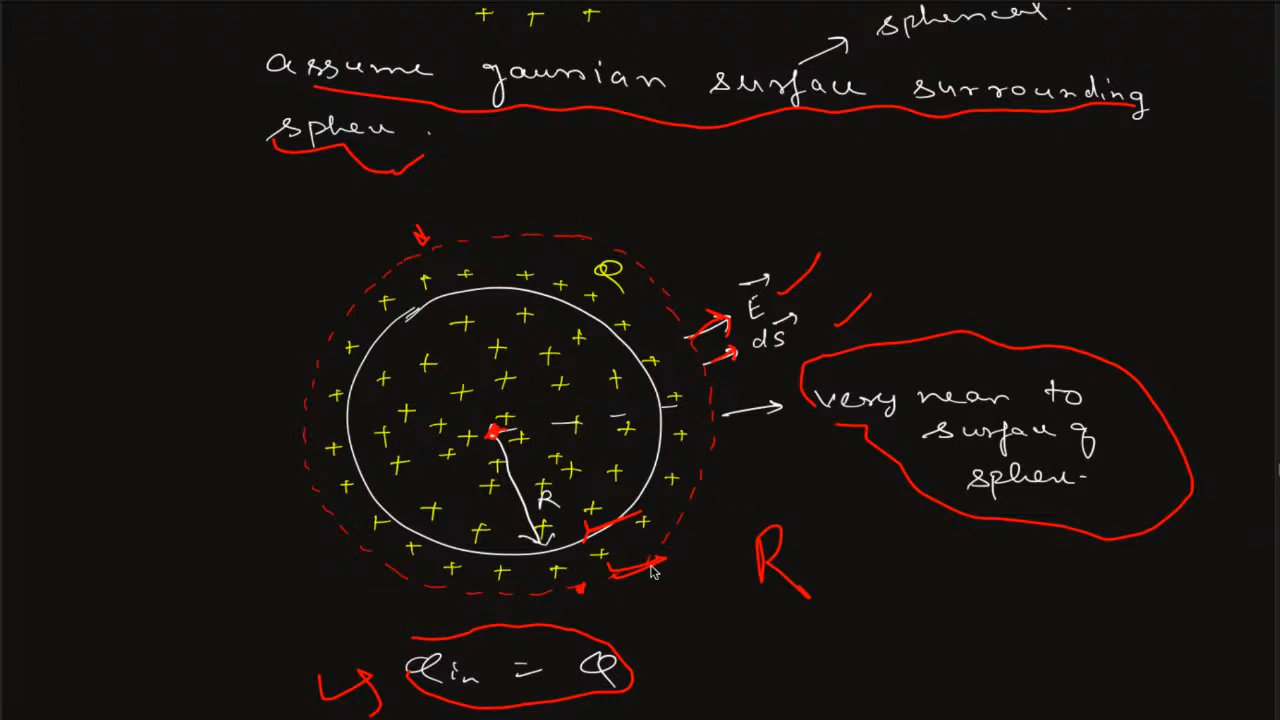 + + +
spherical.
assume gaussian surface surrounding
sphere.
Q
E
dS
very near to
surface of
sphere.
R
R
Qin = Q